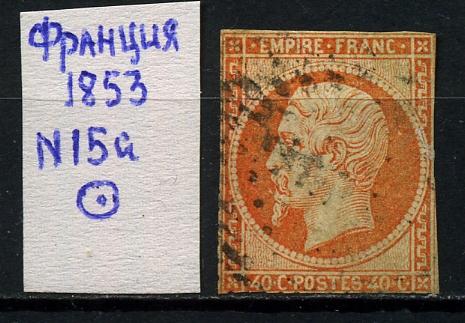 Франция
1853
N15a
EMPIRE·FRANC·
40·C·POSTES·40·C·